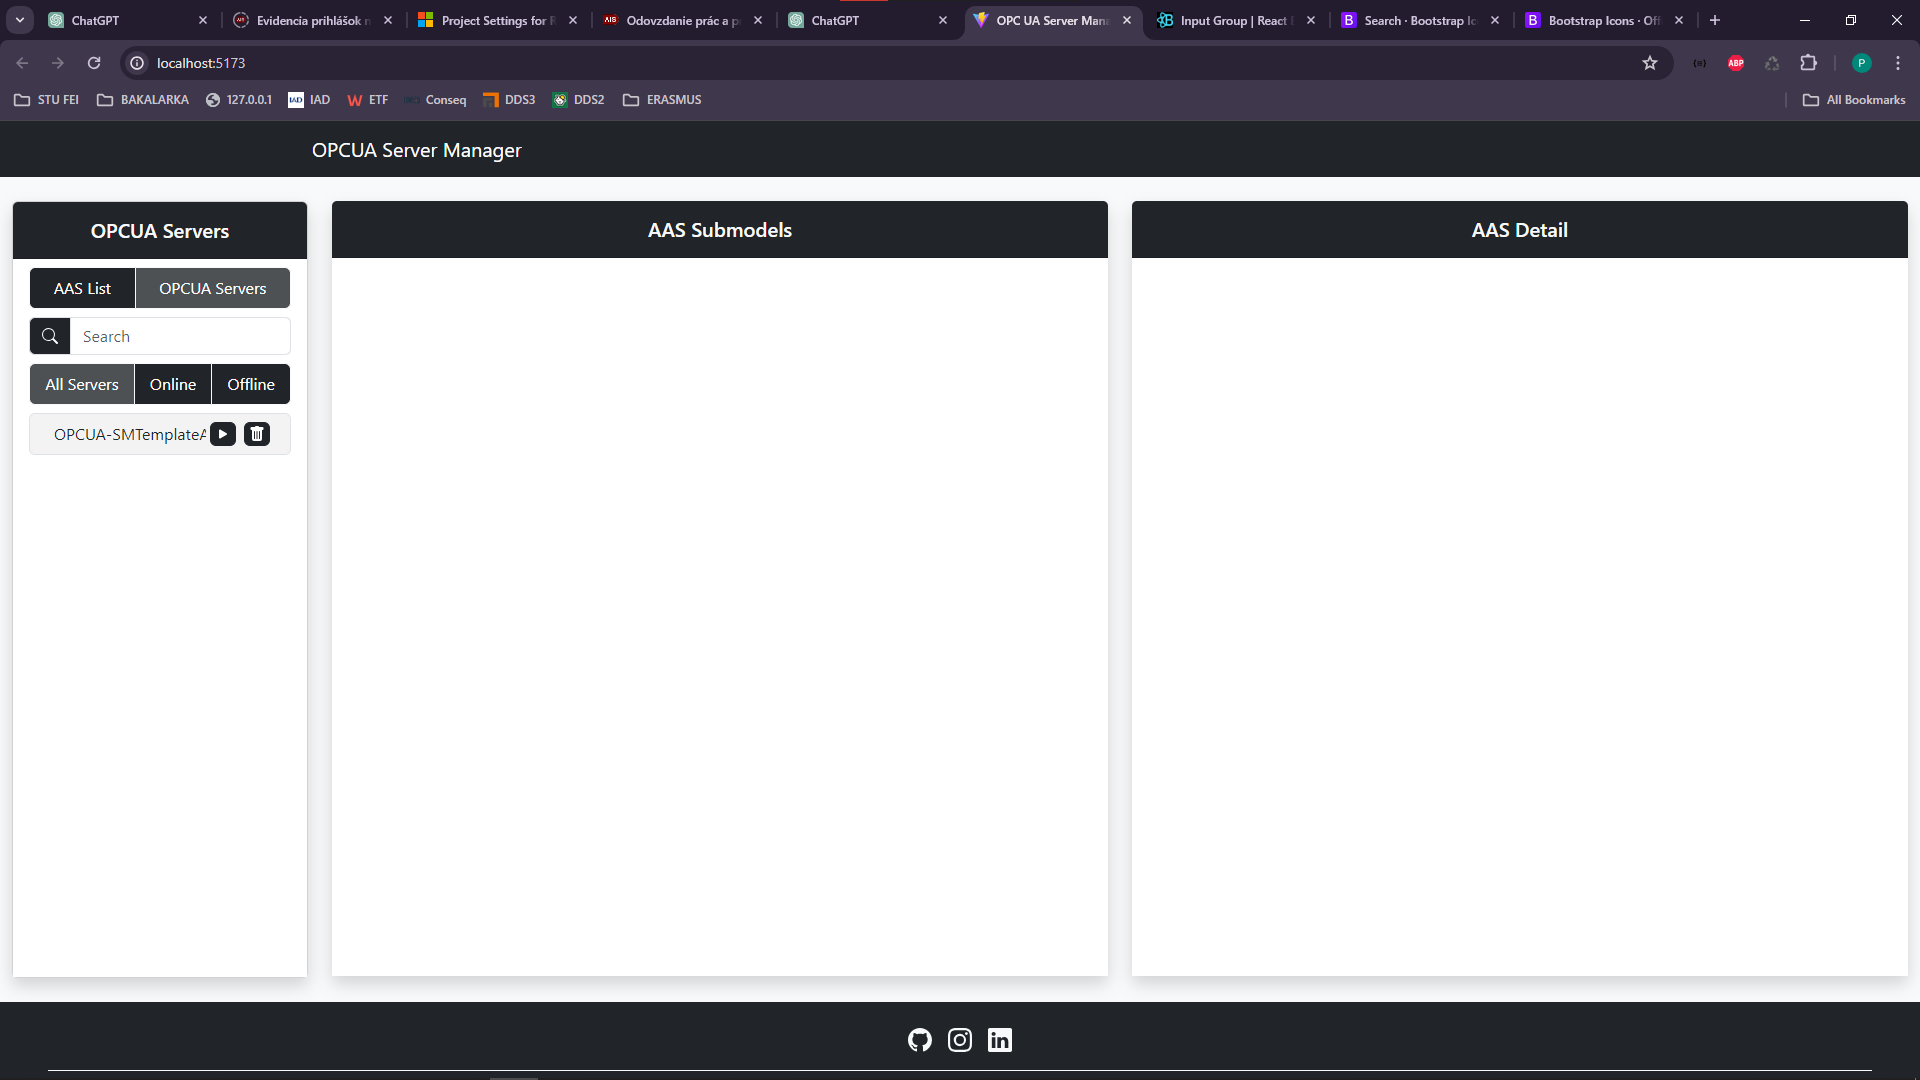 ChatGPT
Evidencia prihlášok n
Project Settings for R
Odovzdanie prác a p
ChatGPT
OPC UA Server Mana
Input Group | React
Search · Bootstrap Ic
Bootstrap Icons · Off
localhost:5173
ABP
P
STU FEI
BAKALARKA
127.0.0.1
IAD
ETF
Conseq
DDS3
DDS2
ERASMUS
All Bookmarks
OPCUA Server Manager
OPCUA Servers
AAS List
OPCUA Servers
Search
All Servers
Online
Offline
OPCUA-SMTemplateA
AAS Submodels
AAS Detail